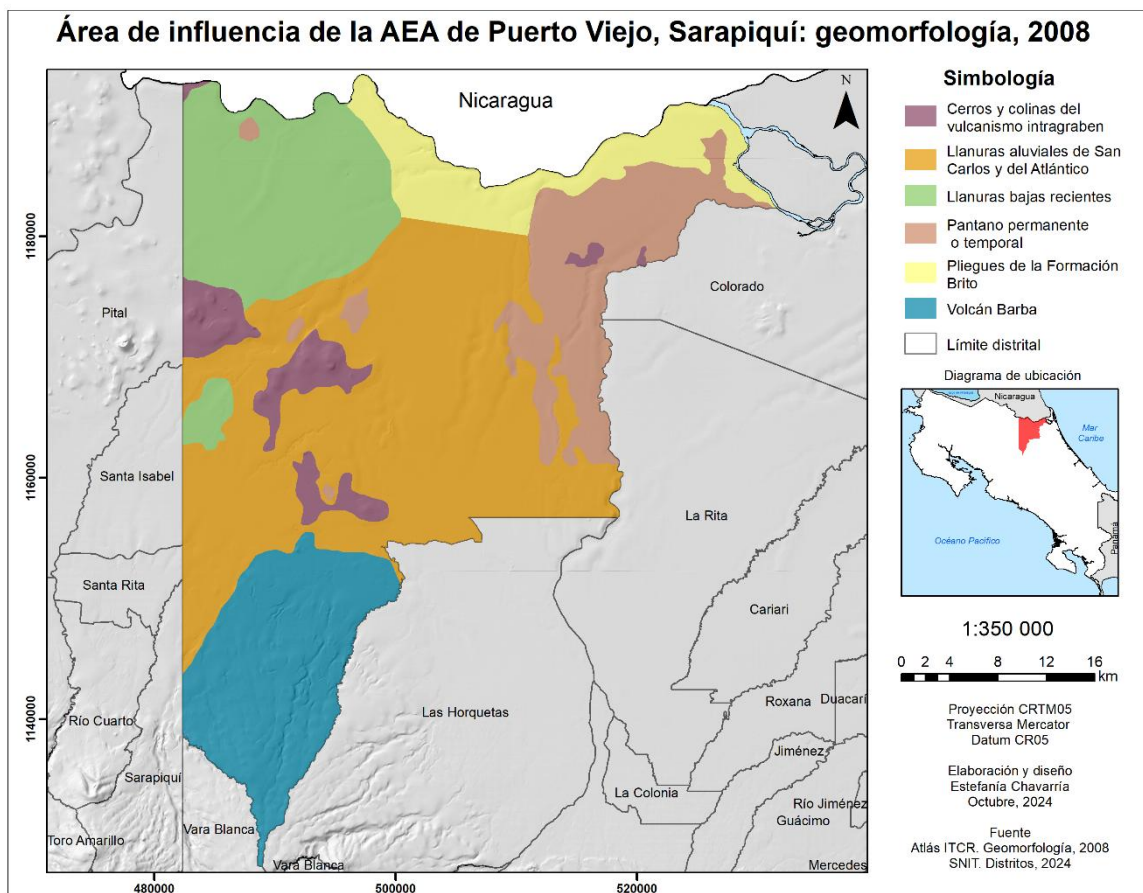 Área de influencia de la AEA de Puerto Viejo, Sarapiquí: geomorfología, 2008
Nicaragua
N
Pital
Colorado
Santa Isabel
La Rita
Santa Rita
Cariari
Río Cuarto
Las Horquetas
Roxana
Duacarí
Jiménez
Sarapiquí
La Colonia
Río Jiménez
Guácimo
Toro Amarillo
Vara Blanca
Vara Blanca
Mercedes
1180000
1160000
1140000
480000
500000
520000
Simbología
Cerros y colinas del
vulcanismo intragraben
Llanuras aluviales de San
Carlos y del Atlántico
Llanuras bajas recientes
Pantano permanente
o temporal
Pliegues de la Formación
Brito
Volcán Barba
Límite distrital
Diagrama de ubicación
Nicaragua
Mar
Caribe
Océano Pacífico
Panamá
1:350 000
0 2 4 8 12 16
km
Proyección CRTM05
Transversa Mercator
Datum CR05
Elaboración y diseño
Estefanía Chavarría
Octubre, 2024
Fuente
Atlás ITCR. Geomorfología, 2008
SNIT. Distritos, 2024